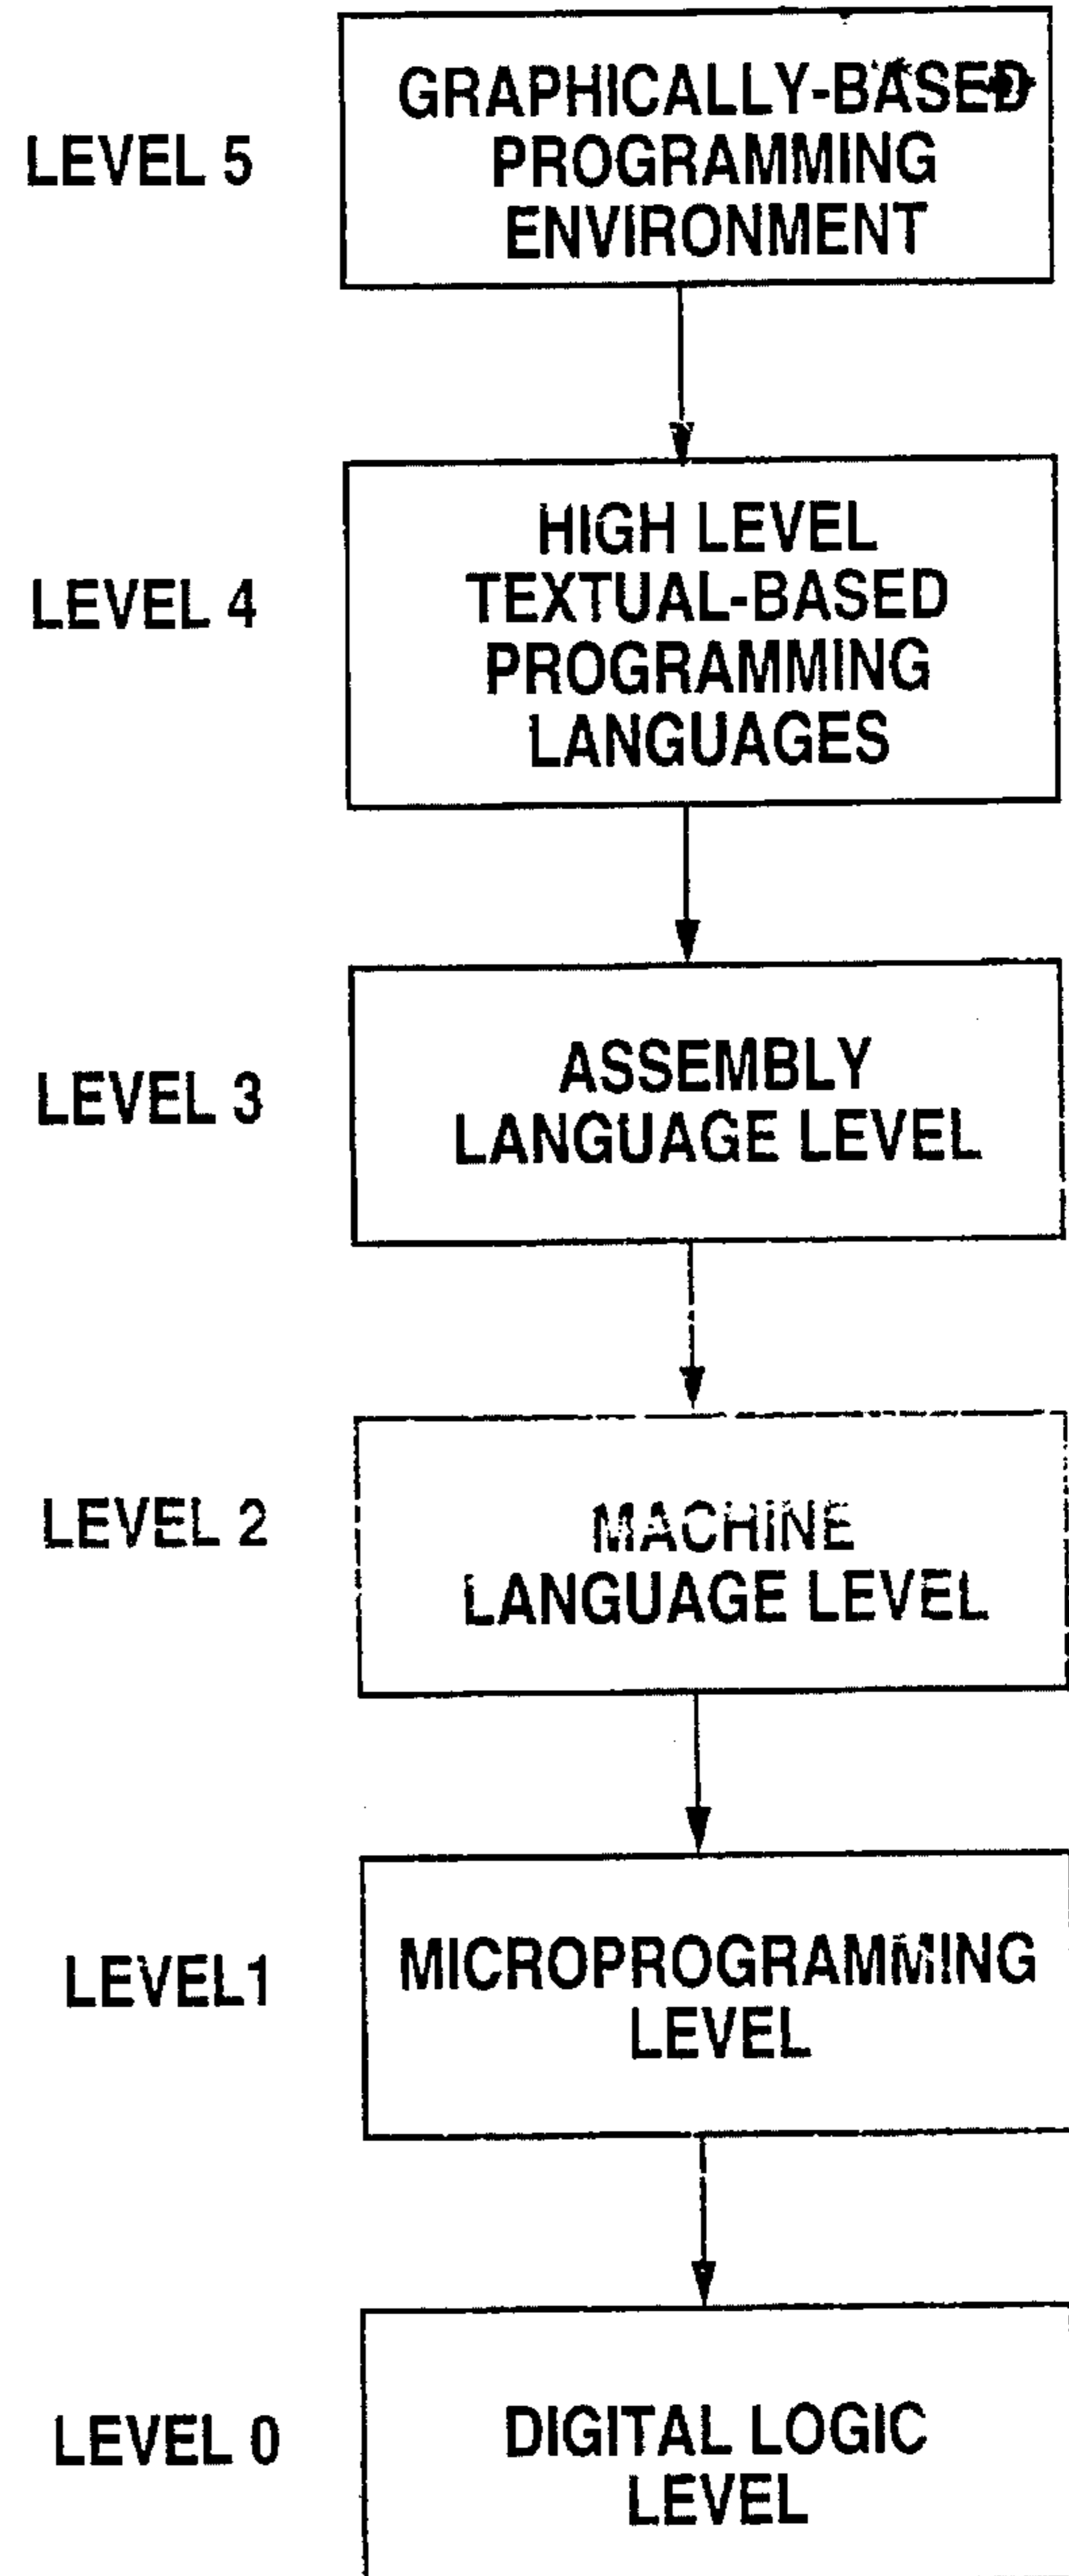 LEVEL 5
GRAPHICALLY-BASED
PROGRAMMING
ENVIRONMENT
LEVEL 4
HIGH LEVEL
TEXTUAL-BASED
PROGRAMMING
LANGUAGES
LEVEL 3
ASSEMBLY
LANGUAGE LEVEL
LEVEL 2
MACHINE
LANGUAGE LEVEL
LEVEL1
MICROPROGRAMMING
LEVEL
LEVEL 0
DIGITAL LOGIC
LEVEL